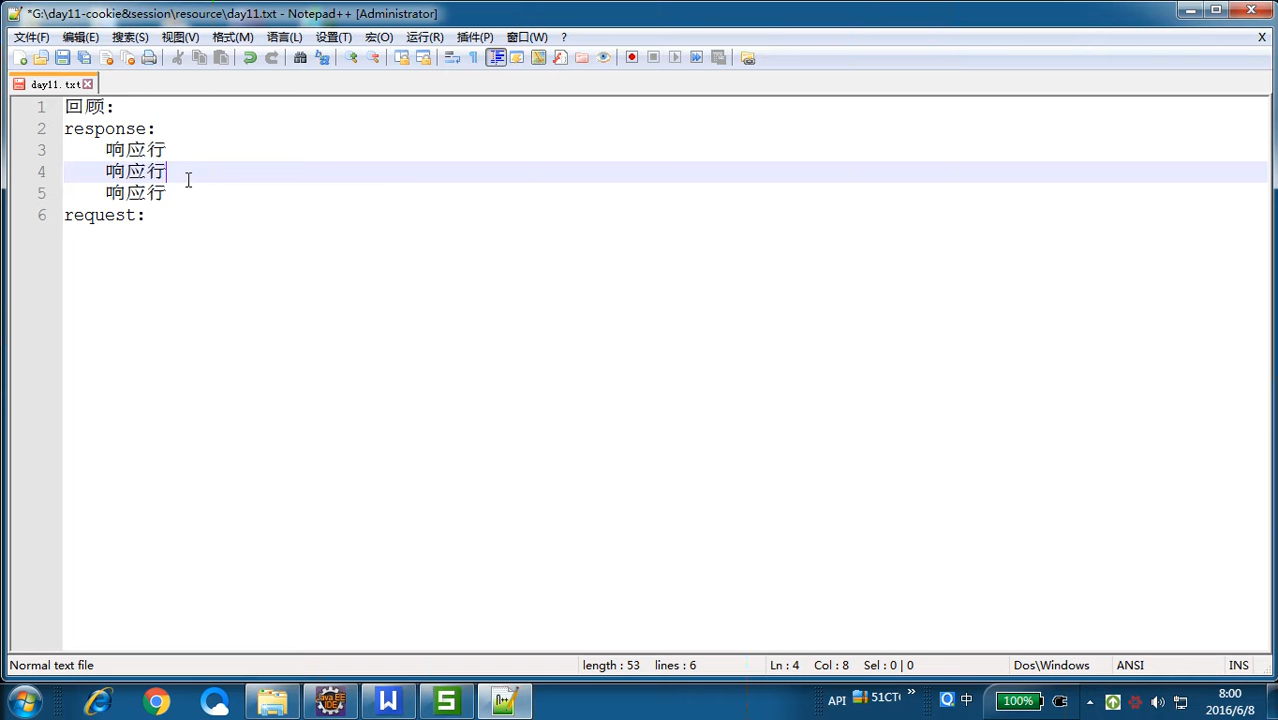 *G:\day11-cookie&session\resource\day11.txt - Notepad++ [Administrator]
文件(F) 编辑(E) 搜索(S) 视图(V) 格式(M) 语言(L) 设置(T) 宏(O) 运行(R) 插件(P) 窗口(W) ? X
day11.txt
1 回顾:
2 response:
3 响应行
4 响应行
5 响应行
6 request:
Normal text file length : 53 lines : 6 Ln : 4 Col : 8 Sel : 0 | 0 Dos\Windows ANSI INS
API 51CTO » 中 100% 8:00
2016/6/8